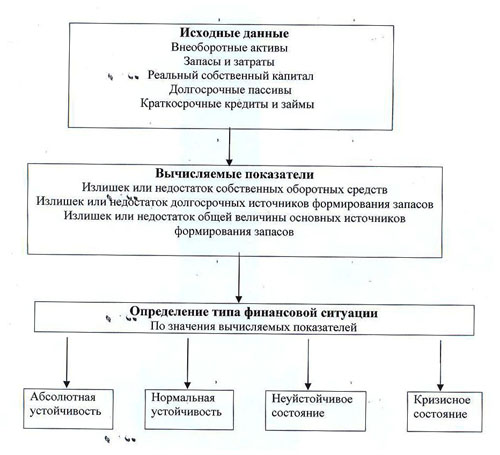 Исходные данные
Внеоборотные активы
Запасы и затраты
Реальный собственный капитал
Долгосрочные пассивы
Краткосрочные кредиты и займы
Вычисляемые показатели
Излишек или недостаток собственных оборотных средств
Излишек или недостаток долгосрочных источников формирования запасов
Излишек или недостаток общей величины основных источников
формирования запасов
Определение типа финансовой ситуации
По значения вычисляемых показателей
Абсолютная
устойчивость
Нормальная
устойчивость
Неуйстойчивое
состояние
Кризисное
состояние